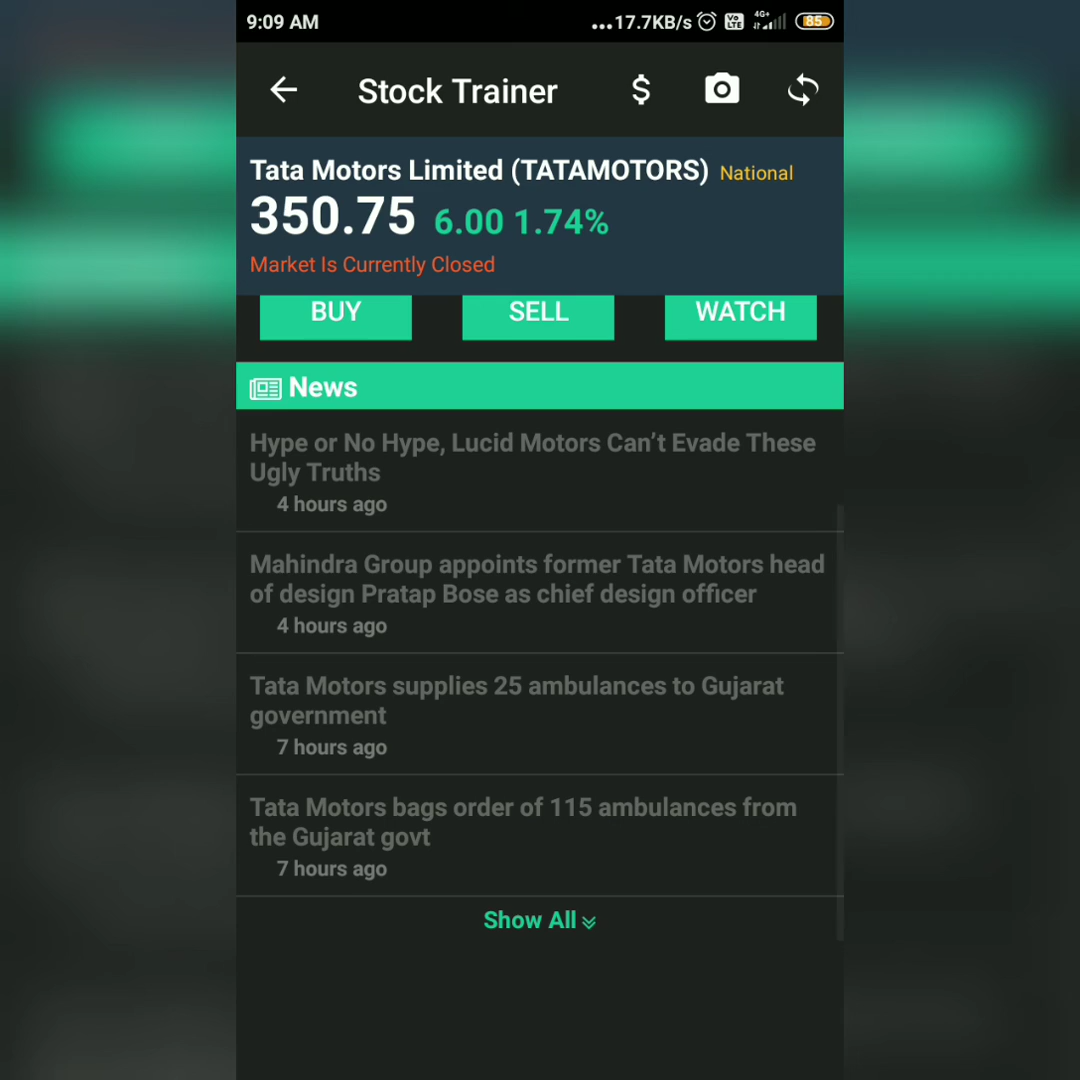 9:09 AM
...17.7KB/s Vo LTE 4G+ 85
Stock Trainer $
Tata Motors Limited (TATAMOTORS) National
350.75 6.00 1.74%
Market Is Currently Closed
BUY SELL WATCH
News
Hype or No Hype, Lucid Motors Can’t Evade These
Ugly Truths
4 hours ago
Mahindra Group appoints former Tata Motors head
of design Pratap Bose as chief design officer
4 hours ago
Tata Motors supplies 25 ambulances to Gujarat
government
7 hours ago
Tata Motors bags order of 115 ambulances from
the Gujarat govt
7 hours ago
Show All